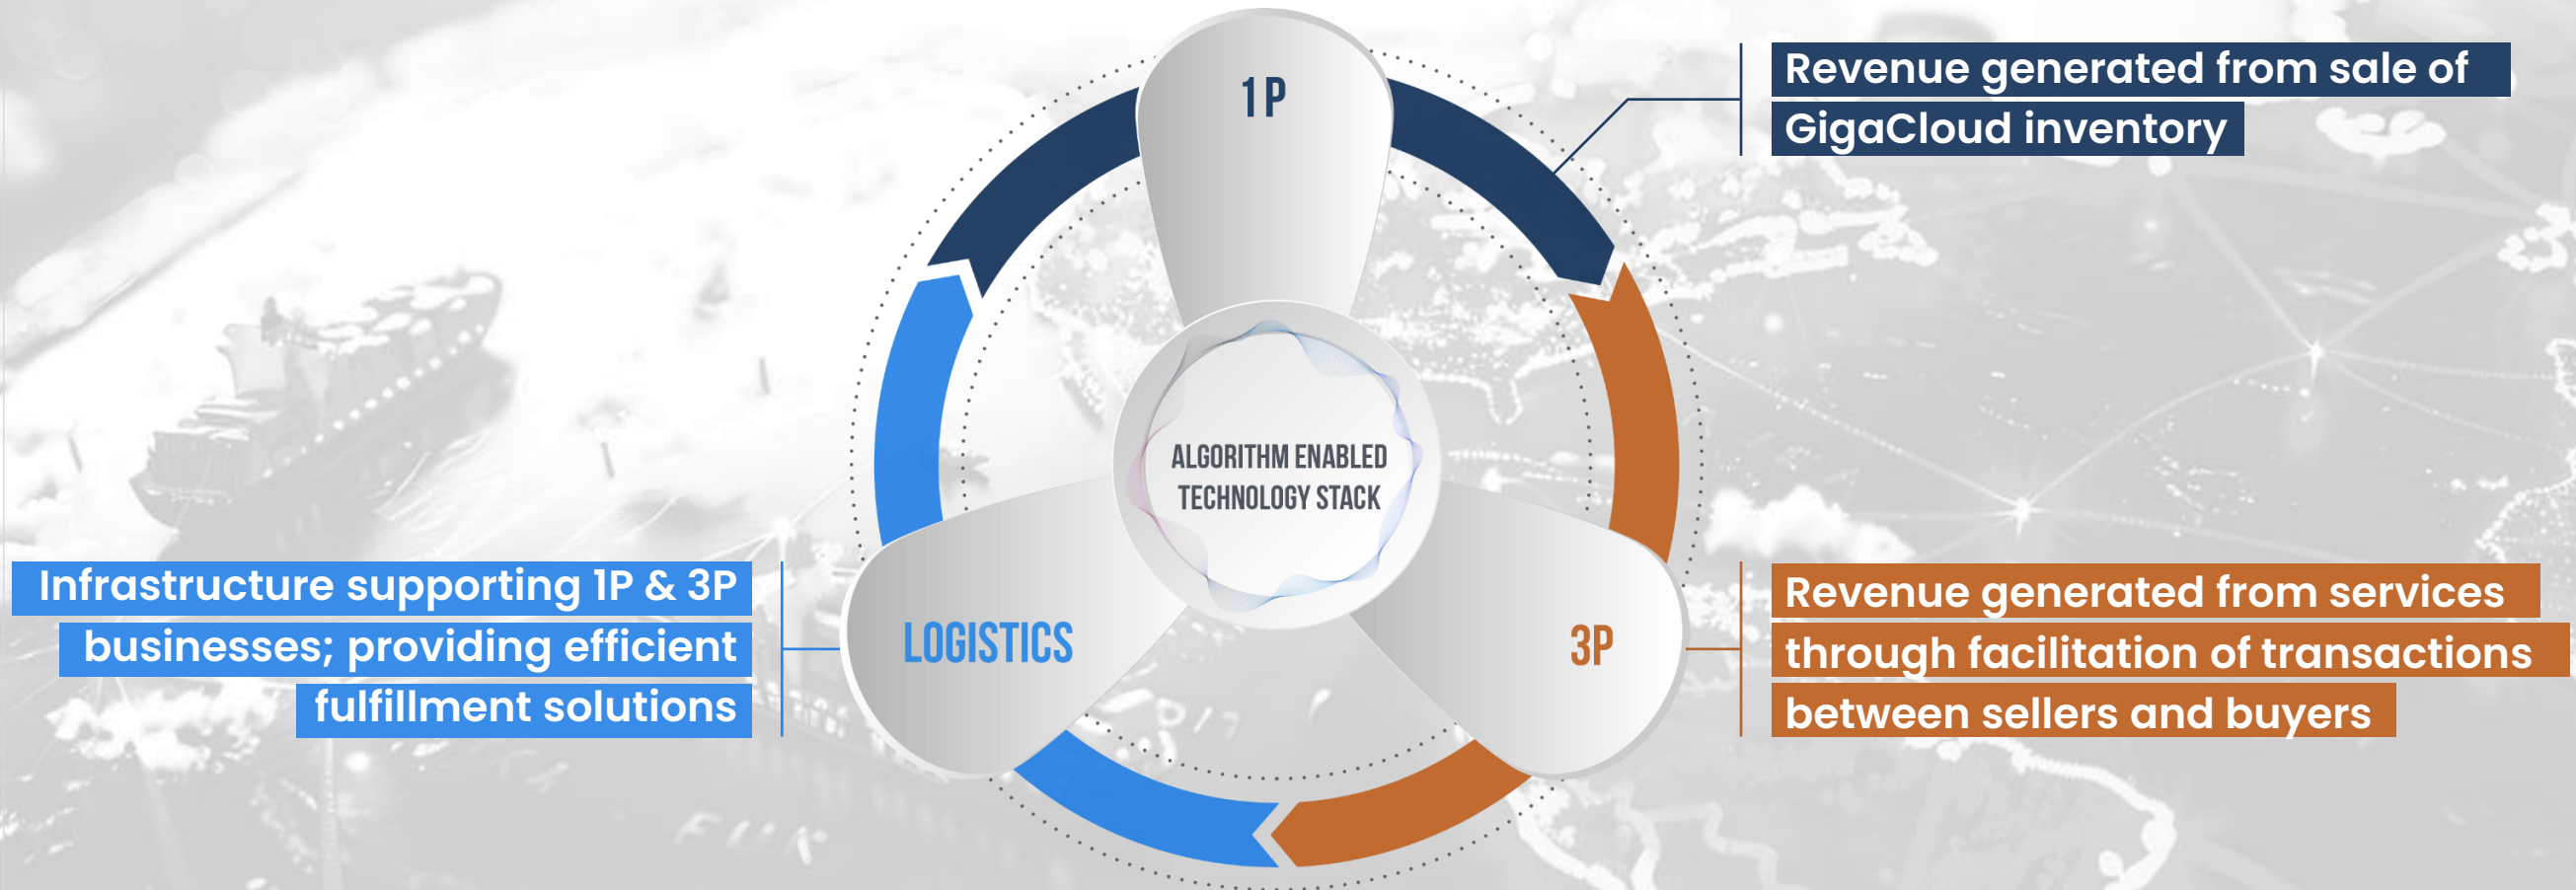 1P
Revenue generated from sale of
GigaCloud inventory
ALGORITHM ENABLED
TECHNOLOGY STACK
Infrastructure supporting 1P & 3P
businesses; providing efficient
fulfillment solutions
LOGISTICS
3P
Revenue generated from services
through facilitation of transactions
between sellers and buyers